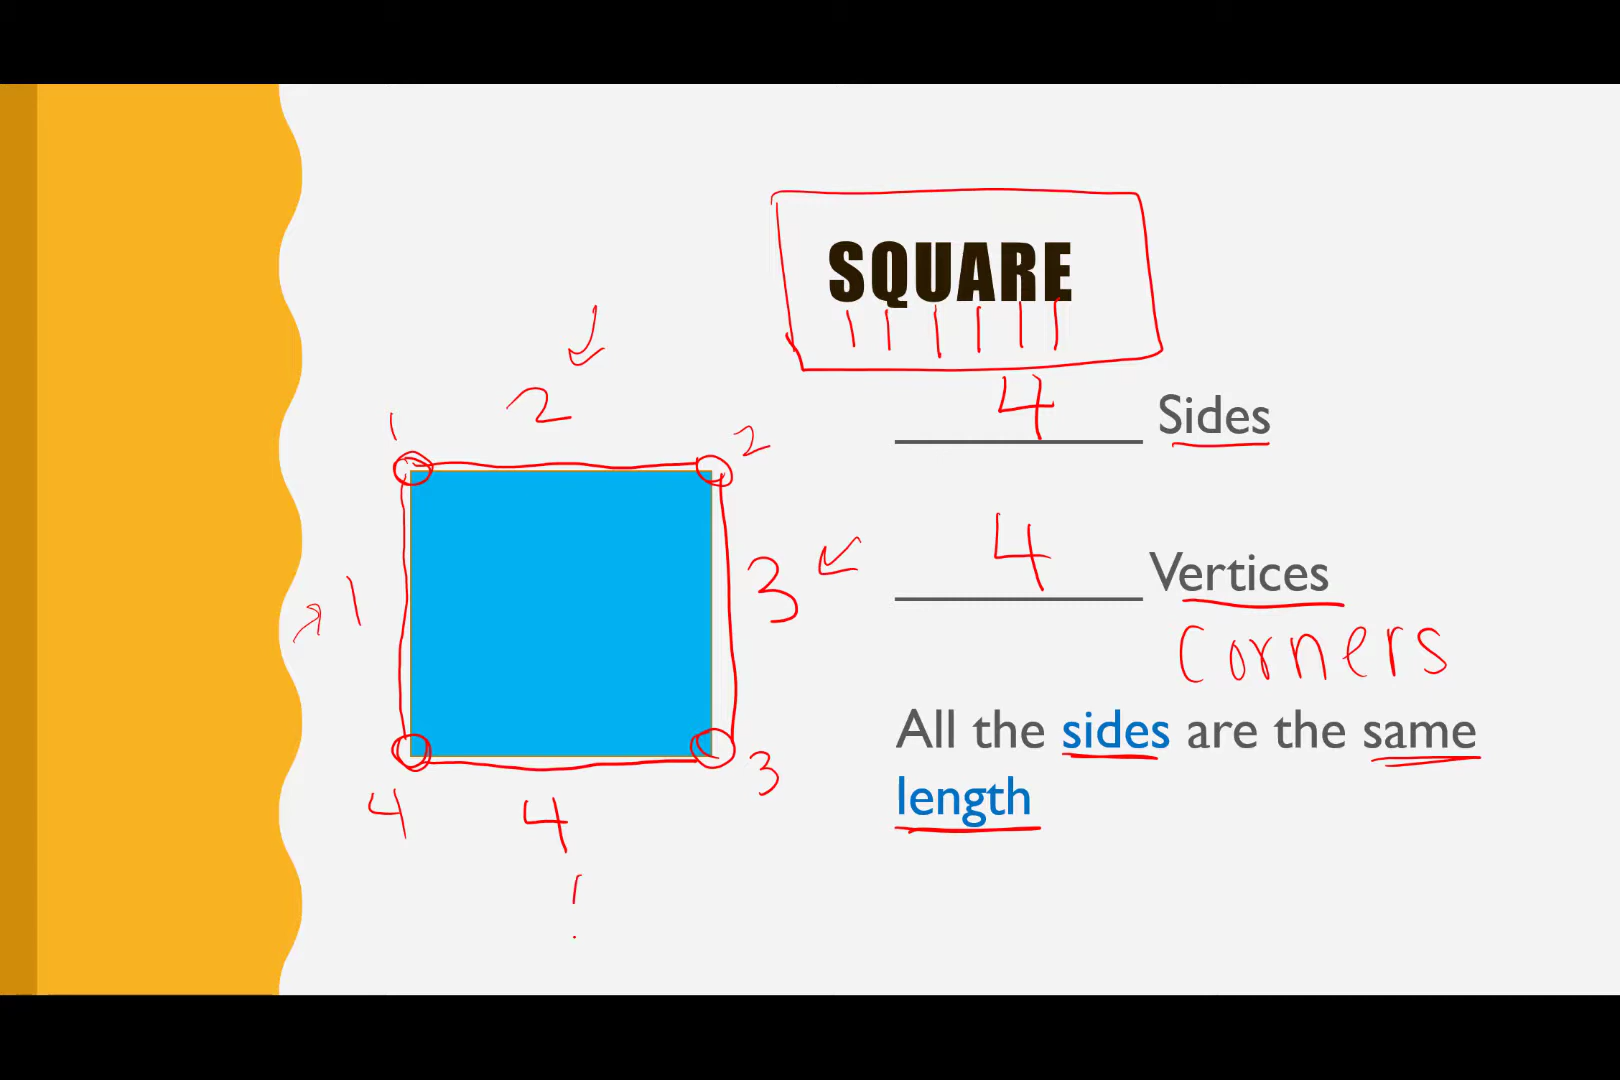 SQUARE
4 Sides
2
1 2
4 Vertices
1 3
Corners
All the sides are the same
length
3
4 4